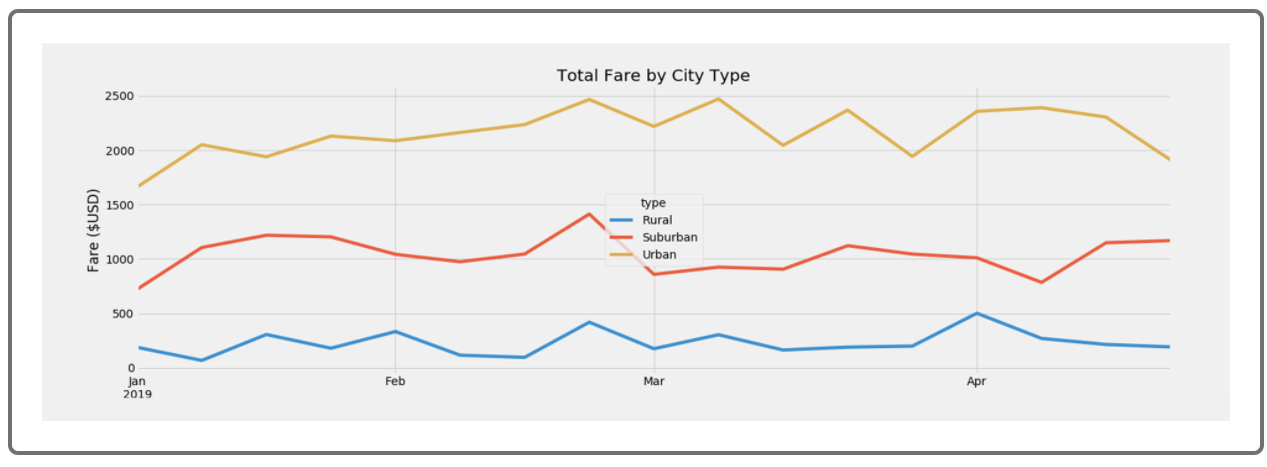 Total Fare by City Type
Fare ($USD)
2500
2000
1500
1000
500
0
type
Rural
Suburban
Urban
Jan
2019
Feb
Mar
Apr